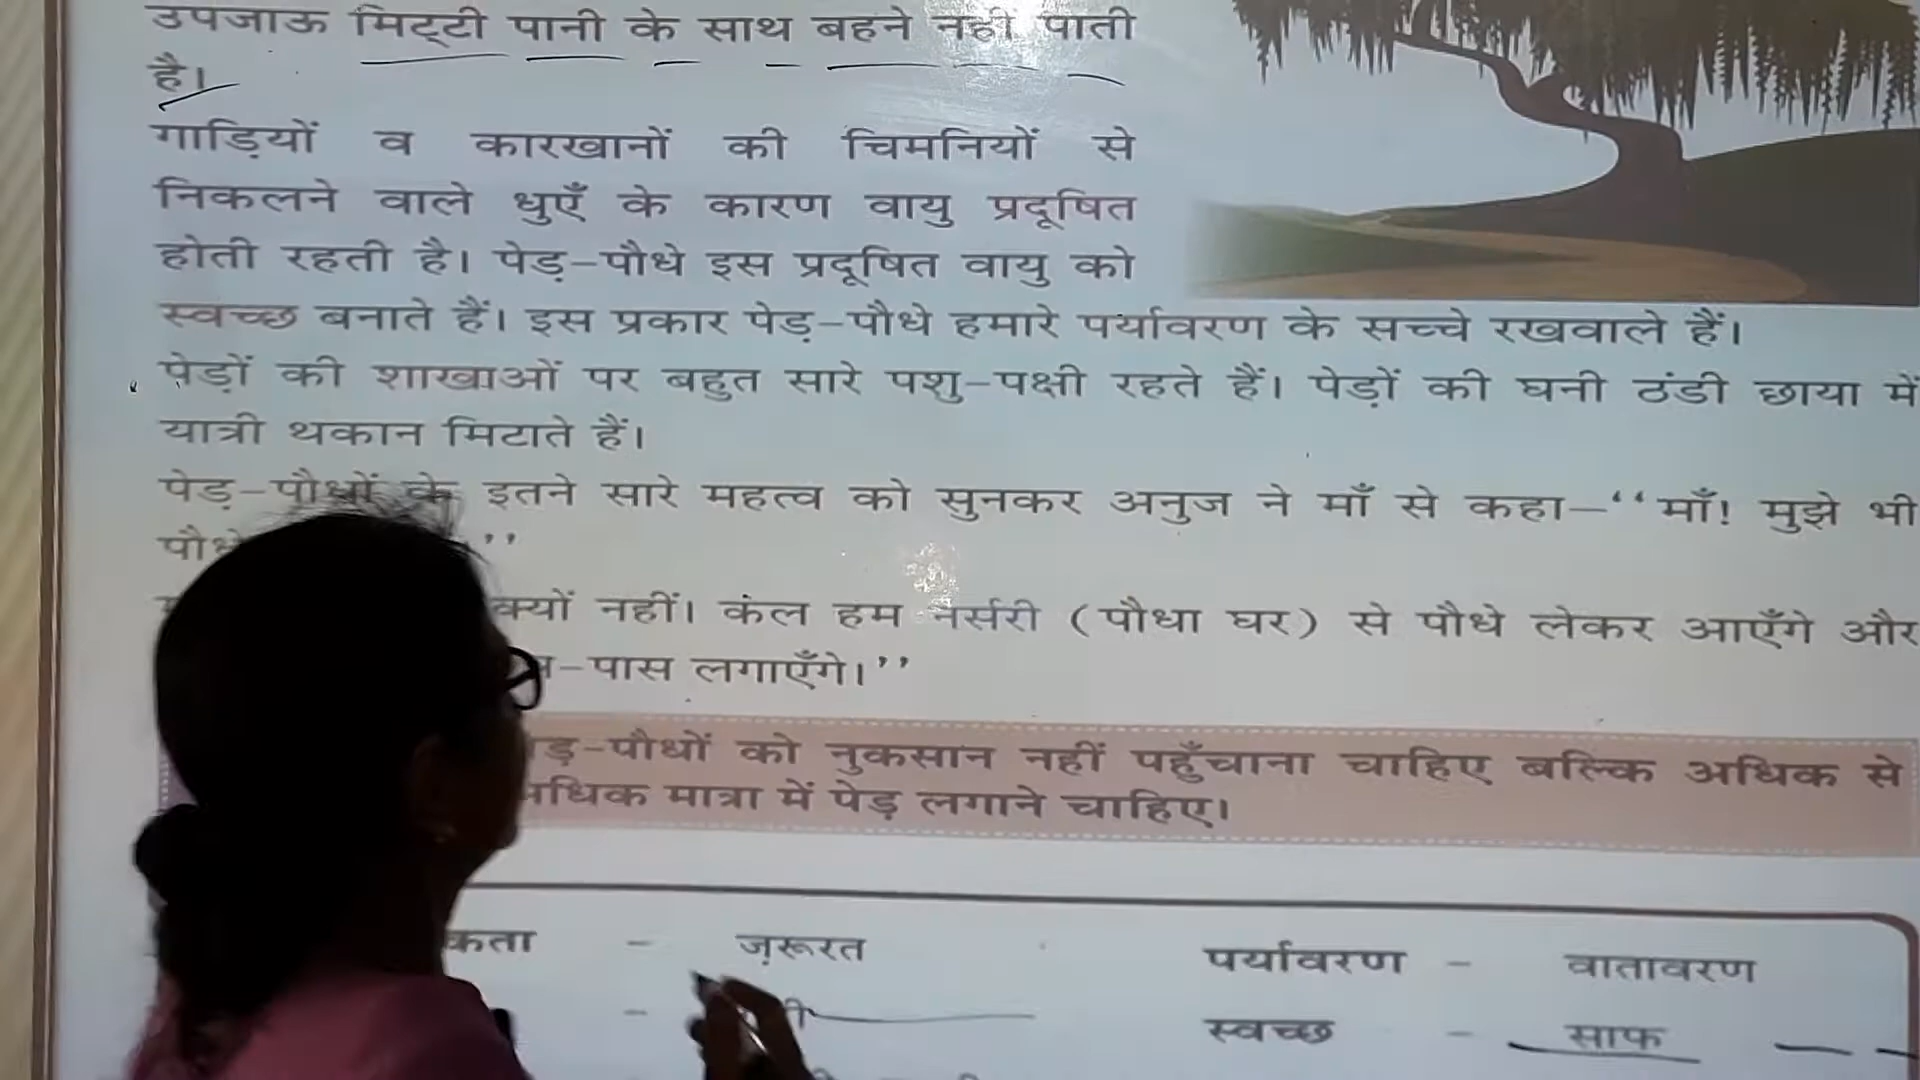 उपजाऊ मिट्टी पानी के साथ बहने नहीं पाती
है।
गाड़ियों व कारखानों की चिमनियों से
निकलने वाले धुएँ के कारण वायु प्रदूषित
होती रहती है। पेड़-पौधे इस प्रदूषित वायु को
स्वच्छ बनाते हैं। इस प्रकार पेड़-पौधे हमारे पर्यावरण के सच्चे रखवाले हैं।
पेड़ों की शाखाओं पर बहुत सारे पशु-पक्षी रहते हैं। पेड़ों की घनी ठंडी छाया में
यात्री थकान मिटाते हैं।
पेड़-पौधों के इतने सारे महत्व को सुनकर अनुज ने माँ से कहा—‘‘माँ! मुझे भी
’’
क्यों नहीं। कल हम नर्सरी (पौधा घर) से पौधे लेकर आएँगे और
-पास लगाएँगे।’’
-पौधों को नुकसान नहीं पहुँचाना चाहिए बल्कि अधिक से
अधिक मात्रा में पेड़ लगाने चाहिए।
कता - ज़रूरत पर्यावरण - वातावरण
- स्वच्छ - साफ